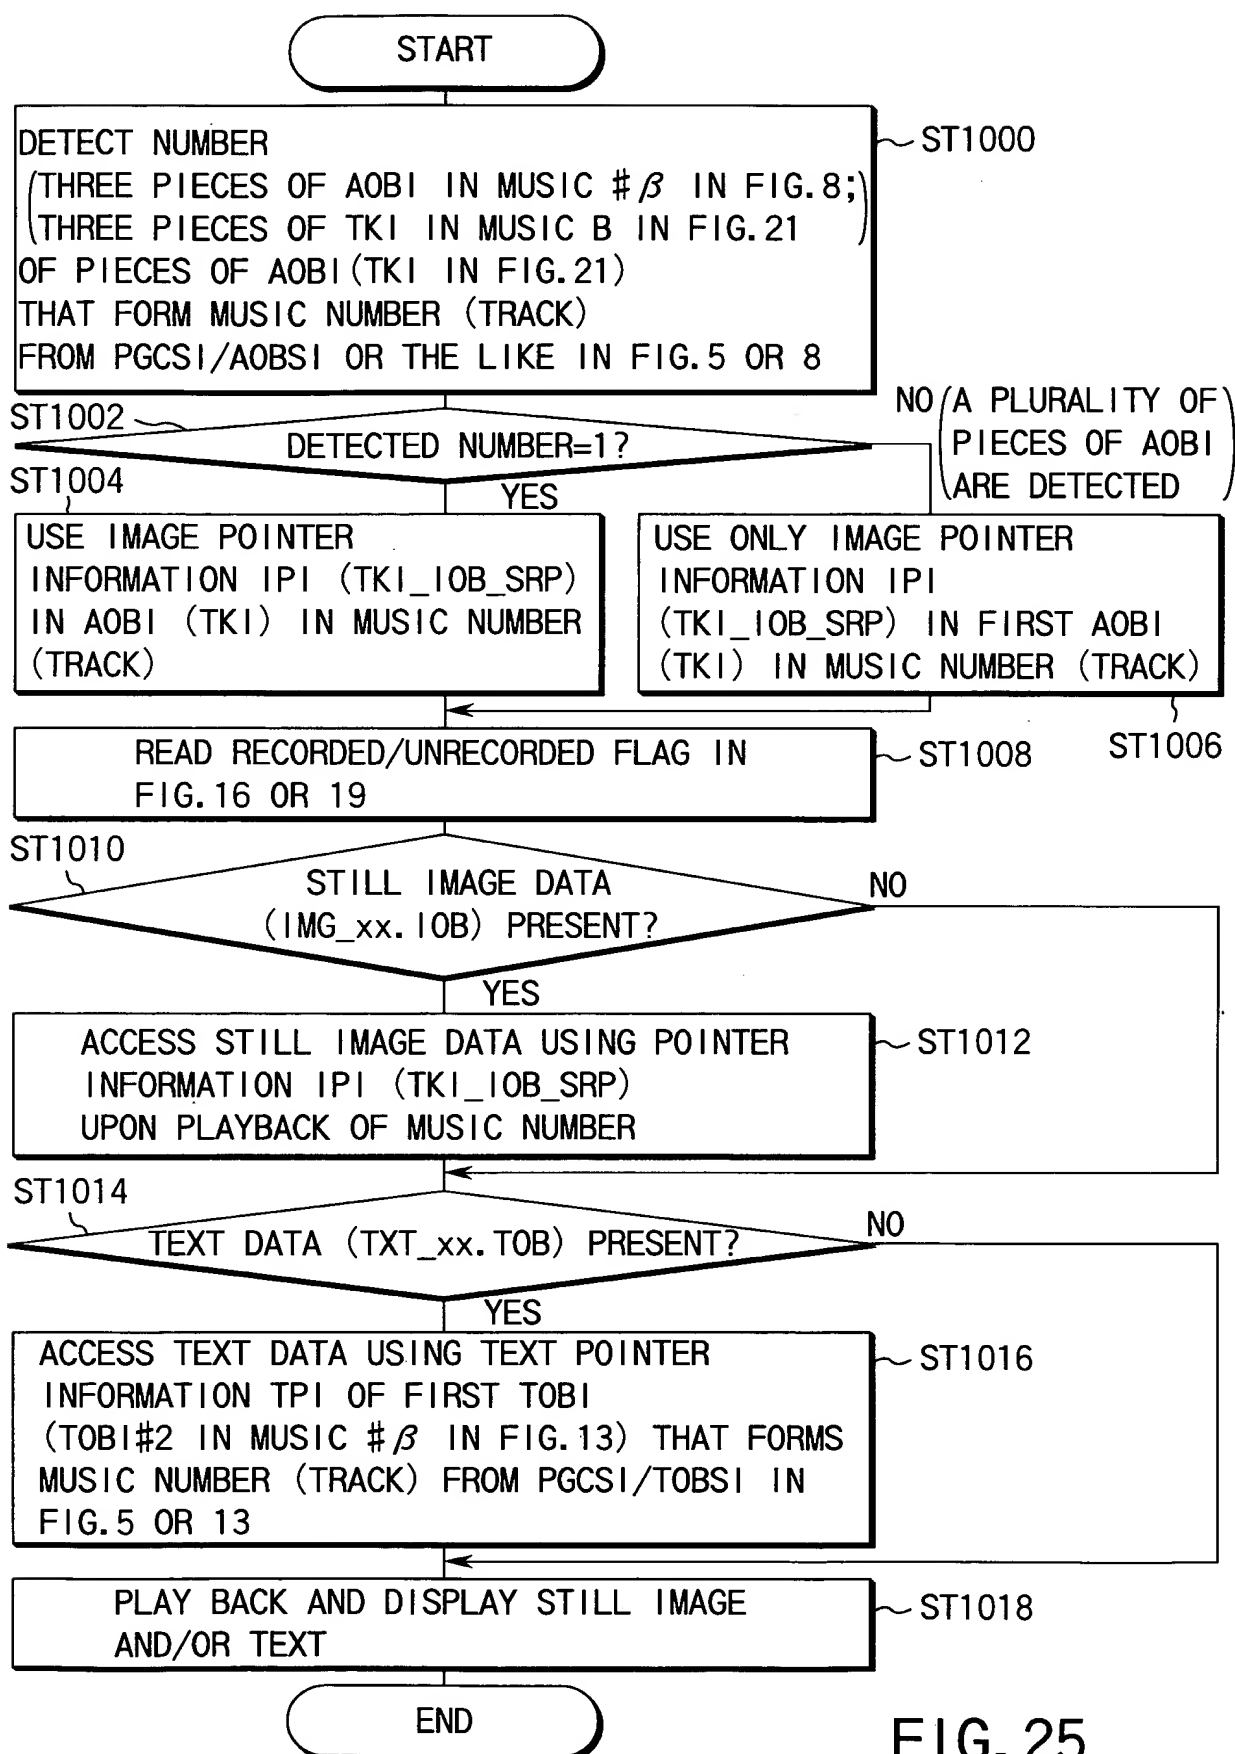 START
DETECT NUMBER
(THREE PIECES OF AOBI IN MUSIC #β IN FIG.8;
THREE PIECES OF TKI IN MUSIC B IN FIG.21)
OF PIECES OF AOBI(TKI IN FIG.21)
THAT FORM MUSIC NUMBER (TRACK)
FROM PGCSI/AOBSI OR THE LIKE IN FIG.5 OR 8
ST1000
ST1002
DETECTED NUMBER=1?
NO (A PLURALITY OF
PIECES OF AOBI
ARE DETECTED)
YES
ST1004
USE IMAGE POINTER
INFORMATION IPI (TKI_IOB_SRP)
IN AOBI (TKI) IN MUSIC NUMBER
(TRACK)
USE ONLY IMAGE POINTER
INFORMATION IPI
(TKI_IOB_SRP) IN FIRST AOBI
(TKI) IN MUSIC NUMBER (TRACK)
ST1006
READ RECORDED/UNRECORDED FLAG IN
FIG.16 OR 19
ST1008
ST1010
STILL IMAGE DATA
(IMG_xx.IOB) PRESENT?
NO
YES
ACCESS STILL IMAGE DATA USING POINTER
INFORMATION IPI (TKI_IOB_SRP)
UPON PLAYBACK OF MUSIC NUMBER
ST1012
ST1014
TEXT DATA (TXT_xx.TOB) PRESENT?
NO
YES
ACCESS TEXT DATA USING TEXT POINTER
INFORMATION TPI OF FIRST TOBI
(TOBI#2 IN MUSIC #β IN FIG.13) THAT FORMS
MUSIC NUMBER (TRACK) FROM PGCSI/TOBSI IN
FIG.5 OR 13
ST1016
PLAY BACK AND DISPLAY STILL IMAGE
AND/OR TEXT
ST1018
END
FIG.25